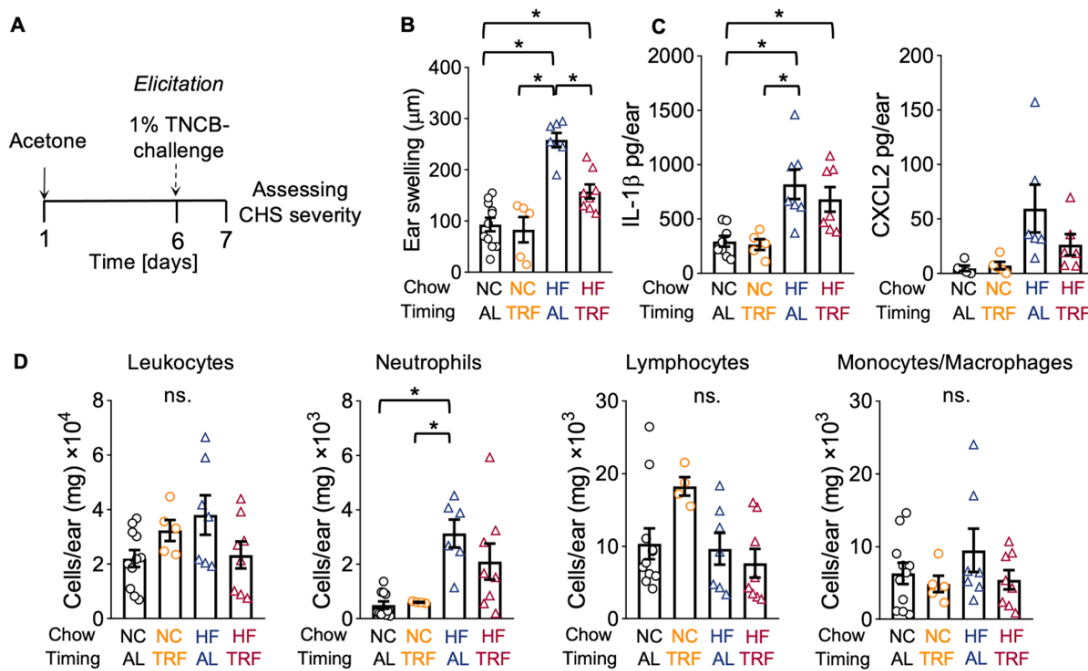 A
Elicitation
1% TNCB-
challenge
Acetone
Assessing
CHS severity
1
6
7
Time [days]
B
*
*
*
*
Ear swelling (μm)
400
300
200
100
0
Chow NC NC HF HF
Timing AL TRF AL TRF
C
*
*
*
IL-1β pg/ear
2000
1500
1000
500
0
Chow NC NC HF HF
Timing AL TRF AL TRF
CXCL2 pg/ear
200
150
100
50
0
NC NC HF HF
AL TRF AL TRF
D
Leukocytes
ns.
Cells/ear (mg) ×10⁴
8
6
4
2
0
Chow NC NC HF HF
Timing AL TRF AL TRF
Neutrophils
*
*
Cells/ear (mg) ×10³
8
6
4
2
0
NC NC HF HF
AL TRF AL TRF
Lymphocytes
ns.
Cells/ear (mg) ×10³
30
20
10
0
Chow NC NC HF HF
Timing AL TRF AL TRF
Monocytes/Macrophages
ns.
Cells/ear (mg) ×10³
30
20
10
0
NC NC HF HF
AL TRF AL TRF